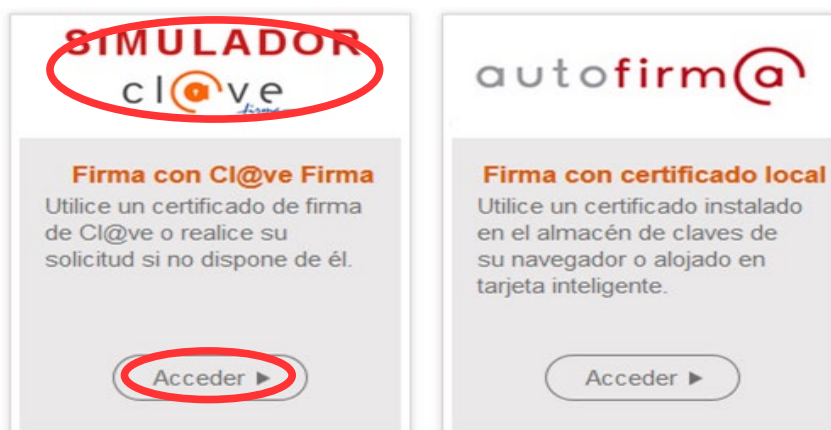 SIMULADOR
cl@ve
firma
Firma con Cl@ve Firma
Utilice un certificado de firma
de Cl@ve o realice su
solicitud si no dispone de él.
Acceder ►
autofirm@
Firma con certificado local
Utilice un certificado instalado
en el almacén de claves de
su navegador o alojado en
tarjeta inteligente.
Acceder ►